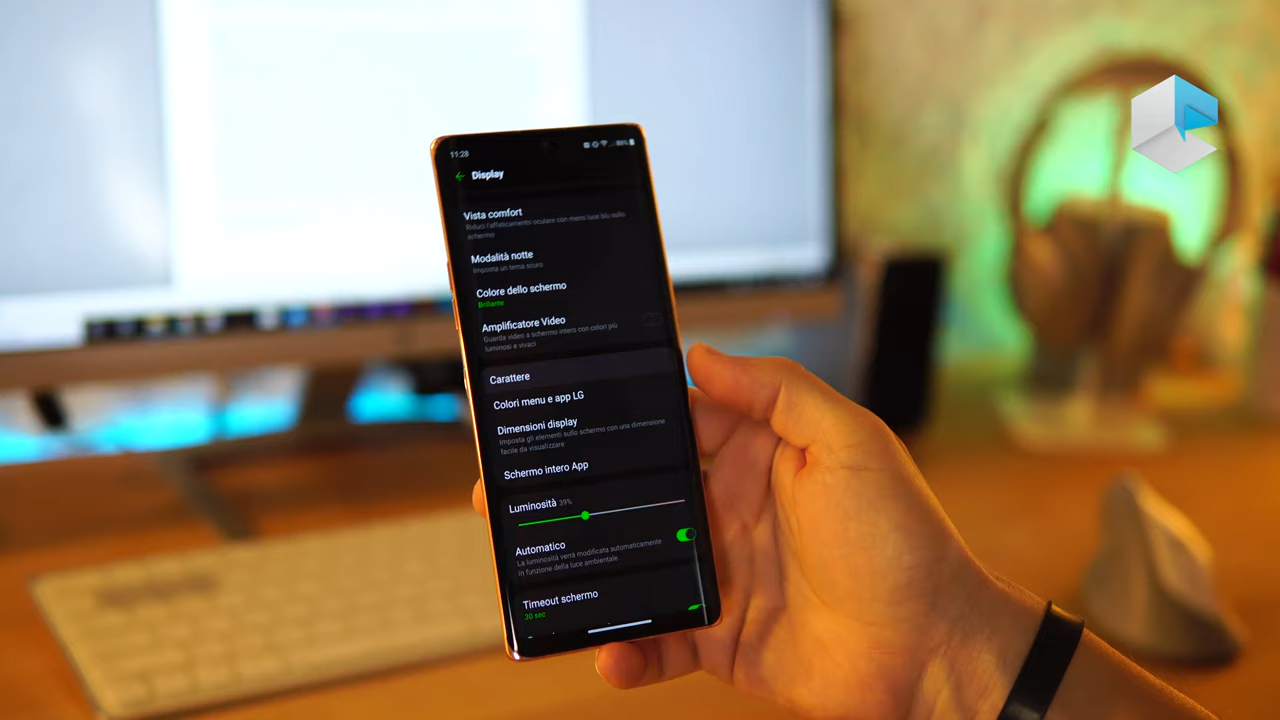 11:28
86%
Display
Vista comfort
Riduci l'affaticamento oculare con meno luce blu sullo
schermo
Modalità notte
Imposta un tema scuro
Colore dello schermo
Brillante
Amplificatore Video
Guarda video a schermo intero con colori più
luminosi e vivaci
Carattere
Colori menu e app LG
Dimensioni display
Imposta gli elementi sullo schermo con una dimensione
facile da visualizzare
Schermo intero App
Luminosità 39%
Automatico
La luminosità verrà modificata automaticamente
in funzione della luce ambientale.
Timeout schermo
30 sec